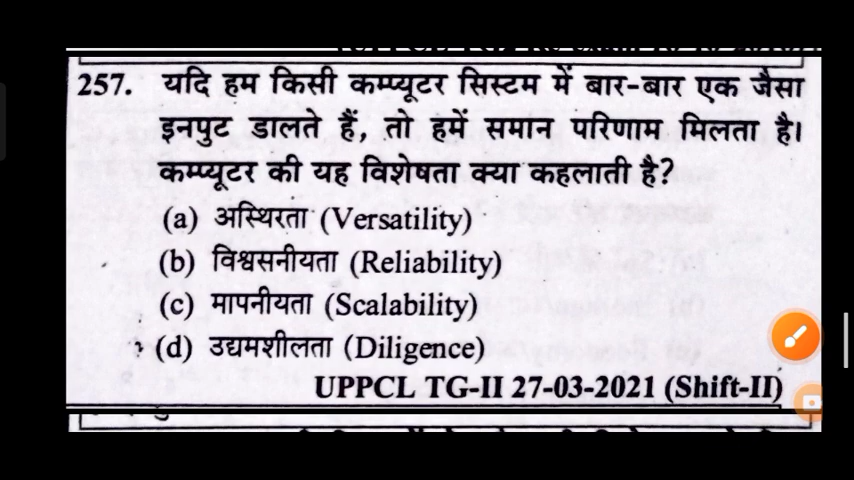 257. यदि हम किसी कम्प्यूटर सिस्टम में बार-बार एक जैसा
इनपुट डालते हैं, तो हमें समान परिणाम मिलता है।
कम्प्यूटर की यह विशेषता क्या कहलाती है?
(a) अस्थिरता (Versatility)
(b) विश्वसनीयता (Reliability)
(c) मापनीयता (Scalability)
(d) उद्यमशीलता (Diligence)
UPPCL TG-II 27-03-2021 (Shift-II)